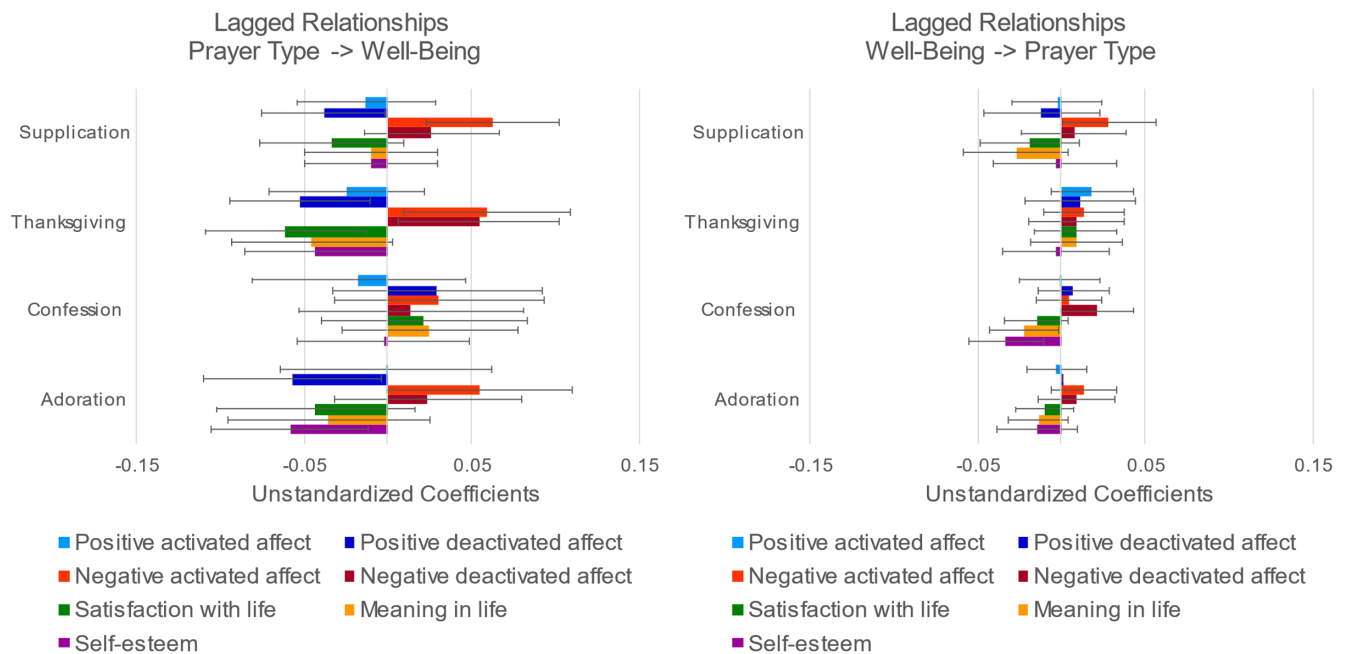 Lagged Relationships
Prayer Type -> Well-Being
Supplication
Thanksgiving
Confession
Adoration
-0.15
-0.05
0.05
0.15
Unstandardized Coefficients
Positive activated affect
Positive deactivated affect
Negative activated affect
Negative deactivated affect
Satisfaction with life
Meaning in life
Self-esteem
Lagged Relationships
Well-Being -> Prayer Type
Supplication
Thanksgiving
Confession
Adoration
-0.15
-0.05
0.05
0.15
Unstandardized Coefficients
Positive activated affect
Positive deactivated affect
Negative activated affect
Negative deactivated affect
Satisfaction with life
Meaning in life
Self-esteem